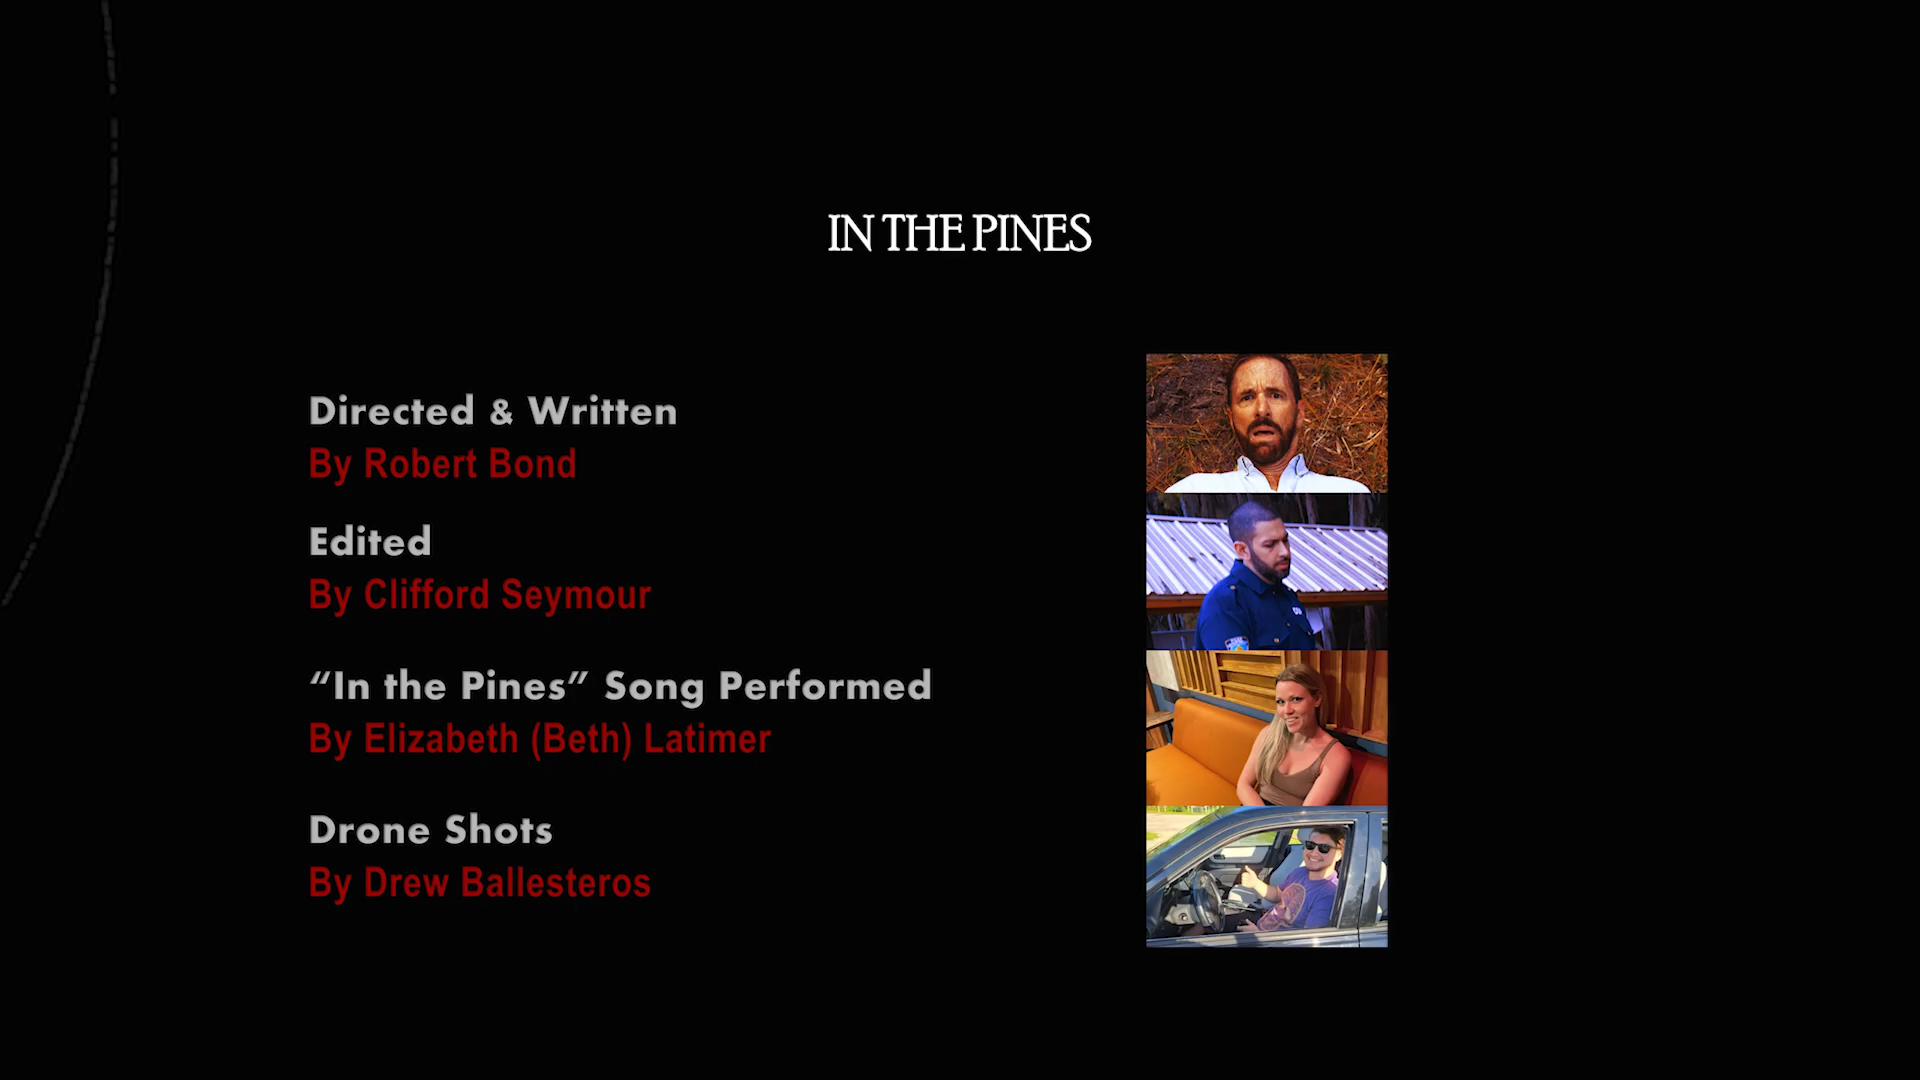 IN THE PINES
Directed & Written
By Robert Bond
Edited
By Clifford Seymour
“In the Pines” Song Performed
By Elizabeth (Beth) Latimer
Drone Shots
By Drew Ballesteros